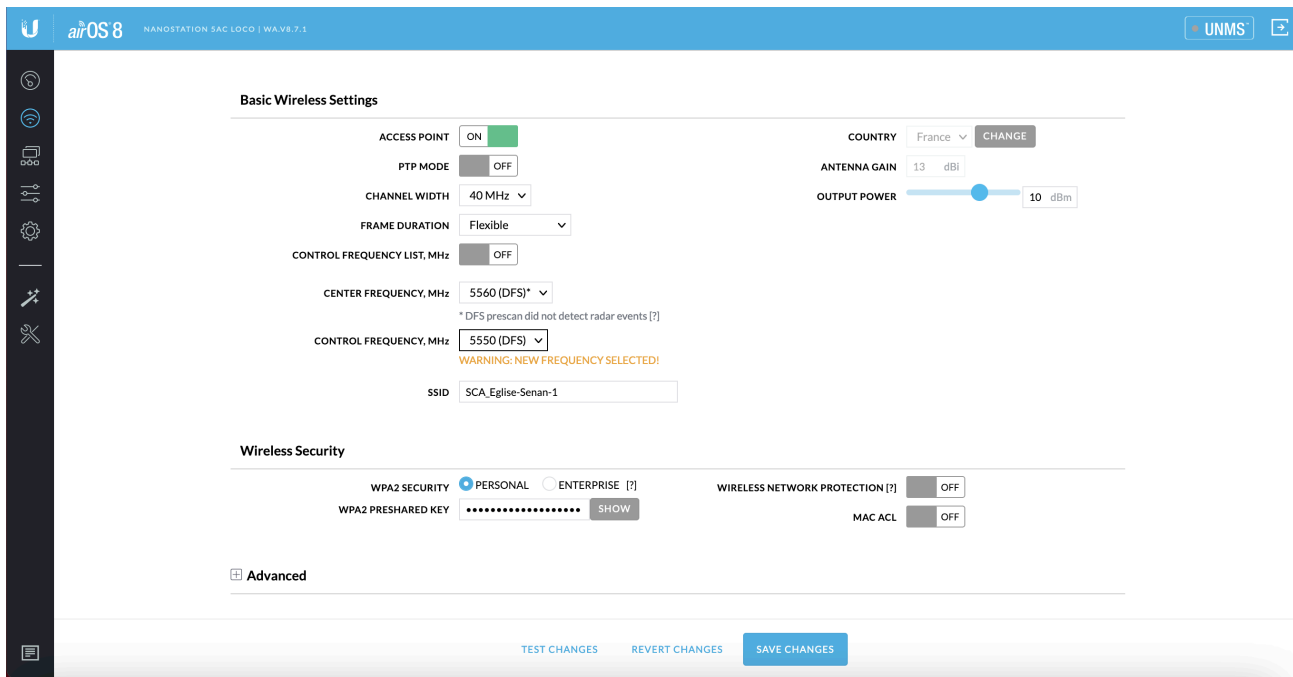 airOS 8 NANOSTATION 5AC LOCO | WA.V8.7.1 UNMS
Basic Wireless Settings
ACCESS POINT ON
PTP MODE OFF
CHANNEL WIDTH 40 MHz
FRAME DURATION Flexible
CONTROL FREQUENCY LIST, MHz OFF
CENTER FREQUENCY, MHz 5560 (DFS)*
* DFS prescan did not detect radar events [?]
CONTROL FREQUENCY, MHz 5550 (DFS)
WARNING: NEW FREQUENCY SELECTED!
SSID SCA_Eglise-Senan-1
COUNTRY France CHANGE
ANTENNA GAIN 13 dBi
OUTPUT POWER 10 dBm
Wireless Security
WPA2 SECURITY PERSONAL ENTERPRISE [?]
WPA2 PRESHARED KEY ••••••••••••••••••• SHOW
WIRELESS NETWORK PROTECTION [?] OFF
MAC ACL OFF
Advanced
TEST CHANGES REVERT CHANGES SAVE CHANGES